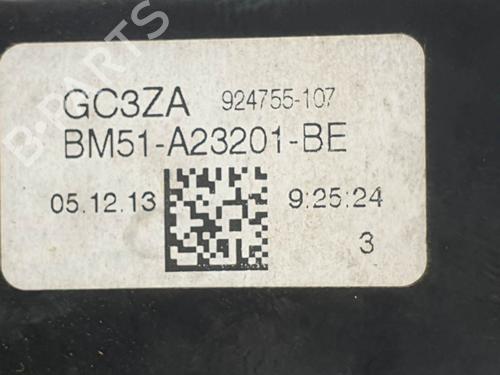 B-PARTS
GC3ZA 924755-107
BM51-A23201-BE
05.12.13 9:25:24
3